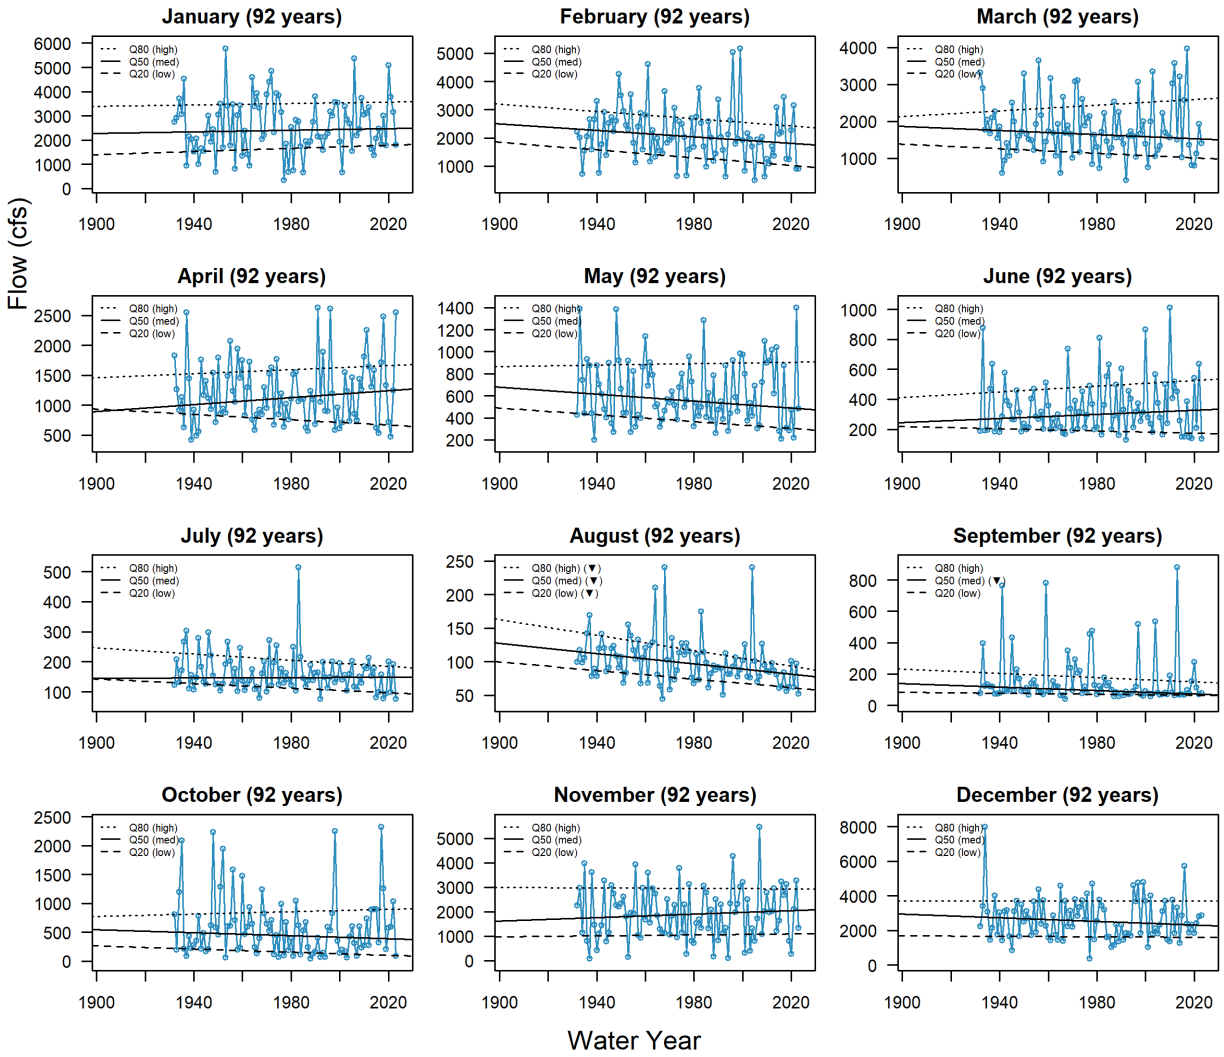 January (92 years)
6000
5000
4000
3000
2000
1000
0
Q80 (high)
Q50 (med)
Q20 (low)
1900
1940
1980
2020
February (92 years)
5000
4000
3000
2000
1000
Q80 (high)
Q50 (med)
Q20 (low)
1900
1940
1980
2020
March (92 years)
4000
3000
2000
1000
Q80 (high)
Q50 (med)
Q20 (low)
1900
1940
1980
2020
Flow (cfs)
April (92 years)
2500
2000
1500
1000
500
Q80 (high)
Q50 (med)
Q20 (low)
1900
1940
1980
2020
May (92 years)
1400
1200
1000
800
600
400
200
Q80 (high)
Q50 (med)
Q20 (low)
1900
1940
1980
2020
June (92 years)
1000
800
600
400
200
Q80 (high)
Q50 (med)
Q20 (low)
1900
1940
1980
2020
July (92 years)
500
400
300
200
100
Q80 (high)
Q50 (med)
Q20 (low)
1900
1940
1980
2020
August (92 years)
250
200
150
100
50
Q80 (high) (▼)
Q50 (med) (▼)
Q20 (low) (▼)
1900
1940
1980
2020
September (92 years)
800
600
400
200
0
Q80 (high)
Q50 (med) (▼)
Q20 (low)
1900
1940
1980
2020
October (92 years)
2500
2000
1500
1000
500
0
Q80 (high)
Q50 (med)
Q20 (low)
1900
1940
1980
2020
November (92 years)
5000
4000
3000
2000
1000
0
Q80 (high)
Q50 (med)
Q20 (low)
1900
1940
1980
2020
December (92 years)
8000
6000
4000
2000
0
Q80 (high)
Q50 (med)
Q20 (low)
1900
1940
1980
2020
Water Year